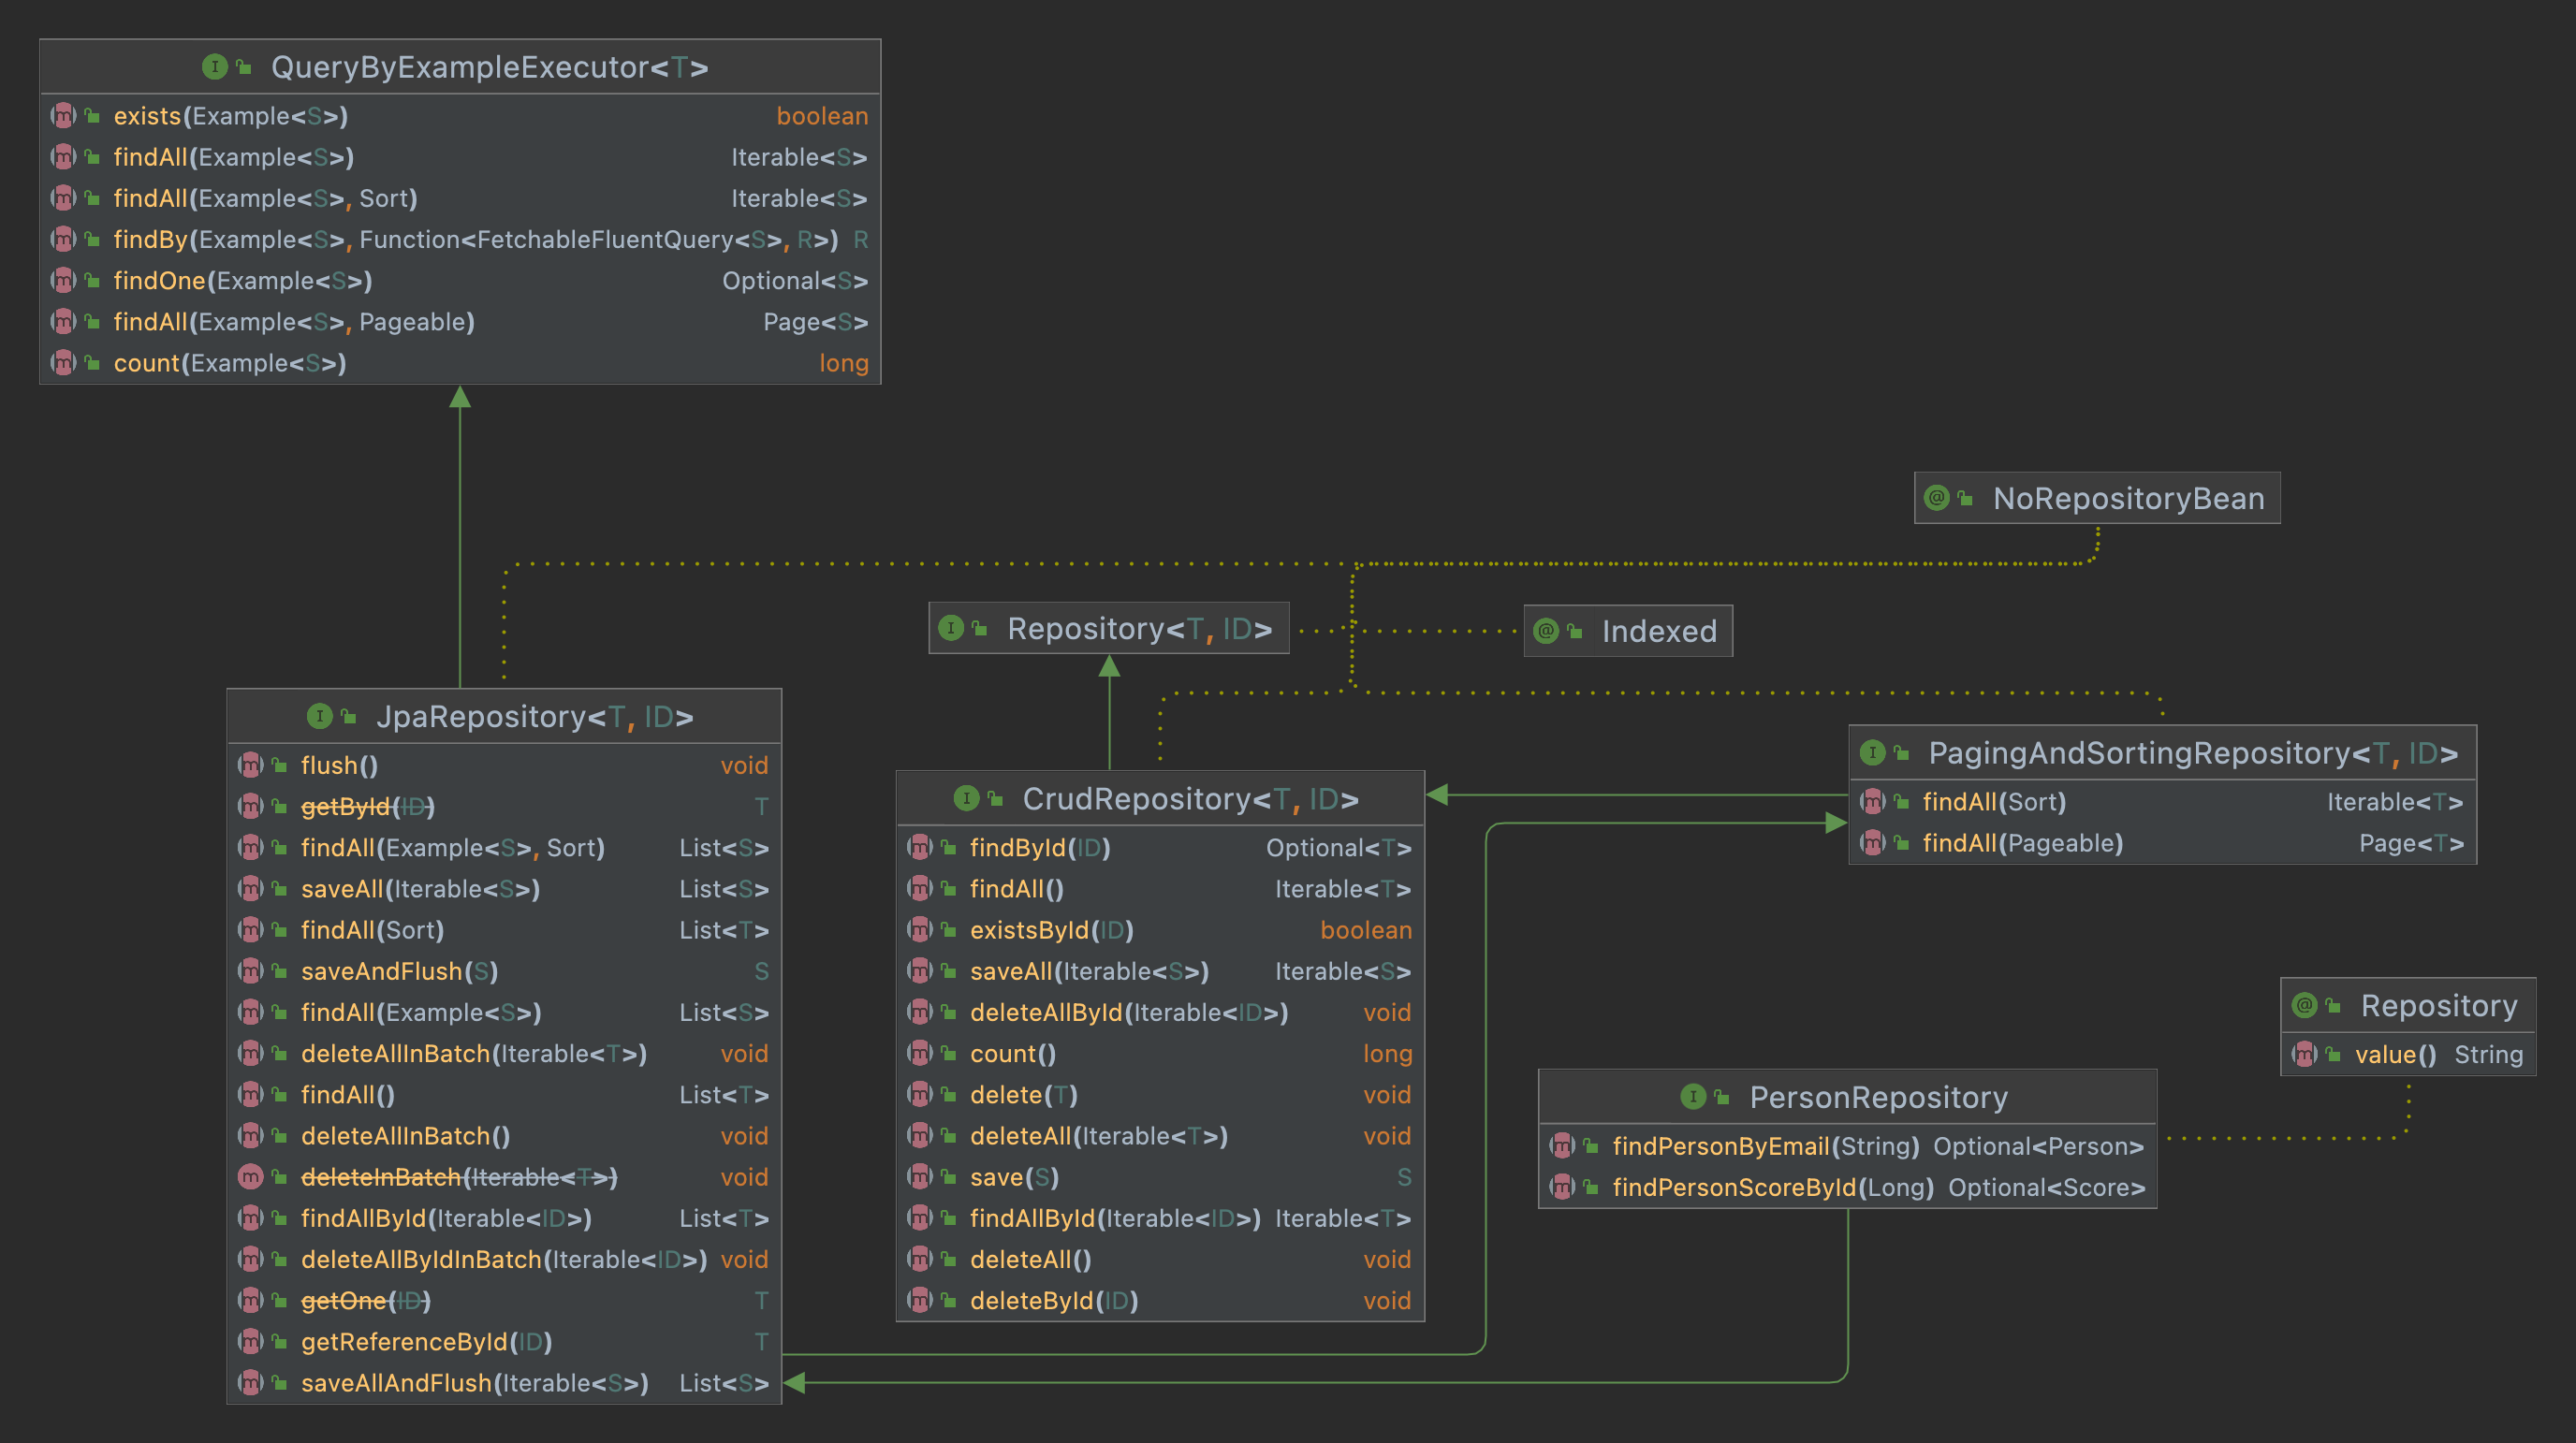 QueryByExampleExecutor<T>
exists(Example<S>) boolean
findAll(Example<S>) Iterable<S>
findAll(Example<S>, Sort) Iterable<S>
findBy(Example<S>, Function<FetchableFluentQuery<S>, R>) R
findOne(Example<S>) Optional<S>
findAll(Example<S>, Pageable) Page<S>
count(Example<S>) long
NoRepositoryBean
Repository<T, ID>
Indexed
JpaRepository<T, ID>
flush() void
getById(ID) T
findAll(Example<S>, Sort) List<S>
saveAll(Iterable<S>) List<S>
findAll(Sort) List<T>
saveAndFlush(S) S
findAll(Example<S>) List<S>
deleteAllInBatch(Iterable<T>) void
findAll() List<T>
deleteAllInBatch() void
deleteInBatch(Iterable<T>) void
findAllById(Iterable<ID>) List<T>
deleteAllByIdInBatch(Iterable<ID>) void
getOne(ID) T
getReferenceById(ID) T
saveAllAndFlush(Iterable<S>) List<S>
CrudRepository<T, ID>
findById(ID) Optional<T>
findAll() Iterable<T>
existsById(ID) boolean
saveAll(Iterable<S>) Iterable<S>
deleteAllById(Iterable<ID>) void
count() long
delete(T) void
deleteAll(Iterable<T>) void
save(S) S
findAllById(Iterable<ID>) Iterable<T>
deleteAll() void
deleteById(ID) void
PagingAndSortingRepository<T, ID>
findAll(Sort) Iterable<T>
findAll(Pageable) Page<T>
Repository
value() String
PersonRepository
findPersonByEmail(String) Optional<Person>
findPersonScoreById(Long) Optional<Score>